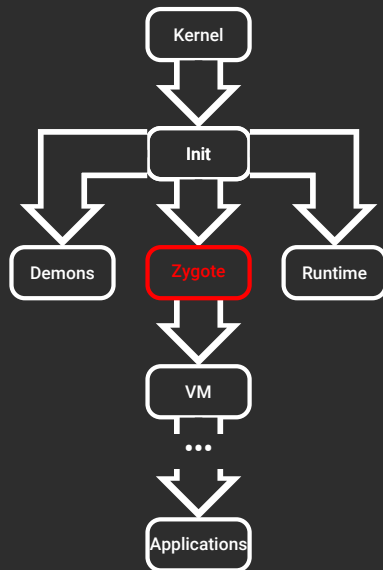 Kernel
Init
Demons
Zygote
Runtime
VM
...
Applications